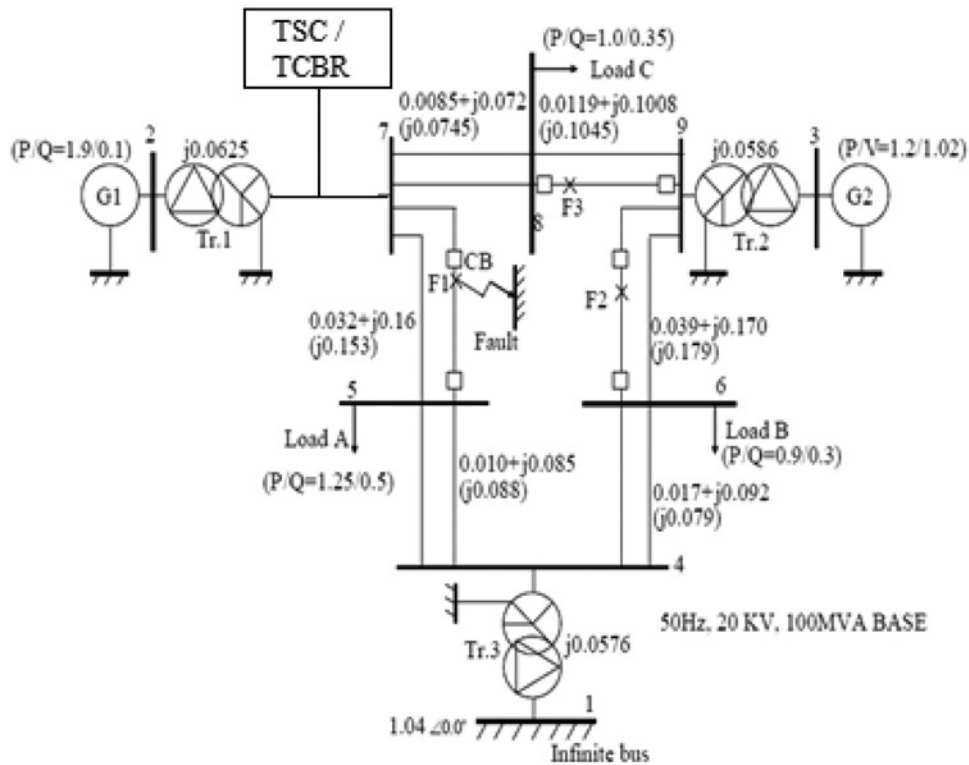 TSC /
TCBR
(P/Q=1.0/0.35)
Load C
0.0085+j0.072
(j0.0745)
0.0119+j0.1008
(j0.1045)
(P/Q=1.9/0.1)
2
j0.0625
7
9
j0.0586
3
(P/V=1.2/1.02)
G1
Tr.1
F3
8
Tr.2
G2
CB
F1
Fault
F2
0.032+j0.16
(j0.153)
0.039+j0.170
(j0.179)
5
6
Load A
(P/Q=1.25/0.5)
0.010+j0.085
(j0.088)
Load B
(P/Q=0.9/0.3)
0.017+j0.092
(j0.079)
4
Tr.3
j0.0576
50Hz, 20 KV, 100MVA BASE
1.04 ∠0.0°
1
Infinite bus